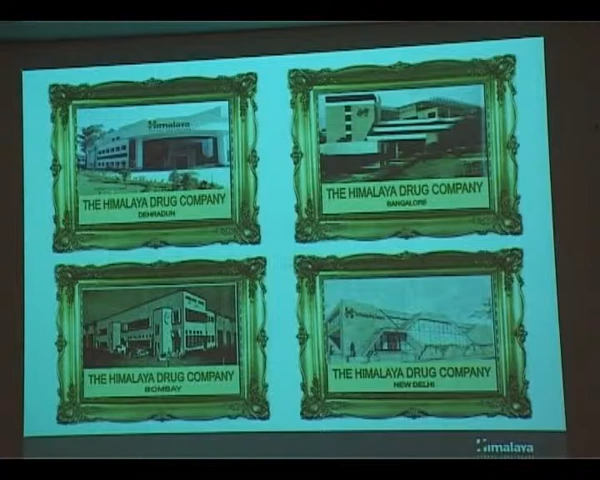 Himalaya
THE HIMALAYA DRUG COMPANY
DEHRADUN
THE HIMALAYA DRUG COMPANY
BANGALORE
THE HIMALAYA DRUG COMPANY
BOMBAY
THE HIMALAYA DRUG COMPANY
NEW DELHI
Himalaya